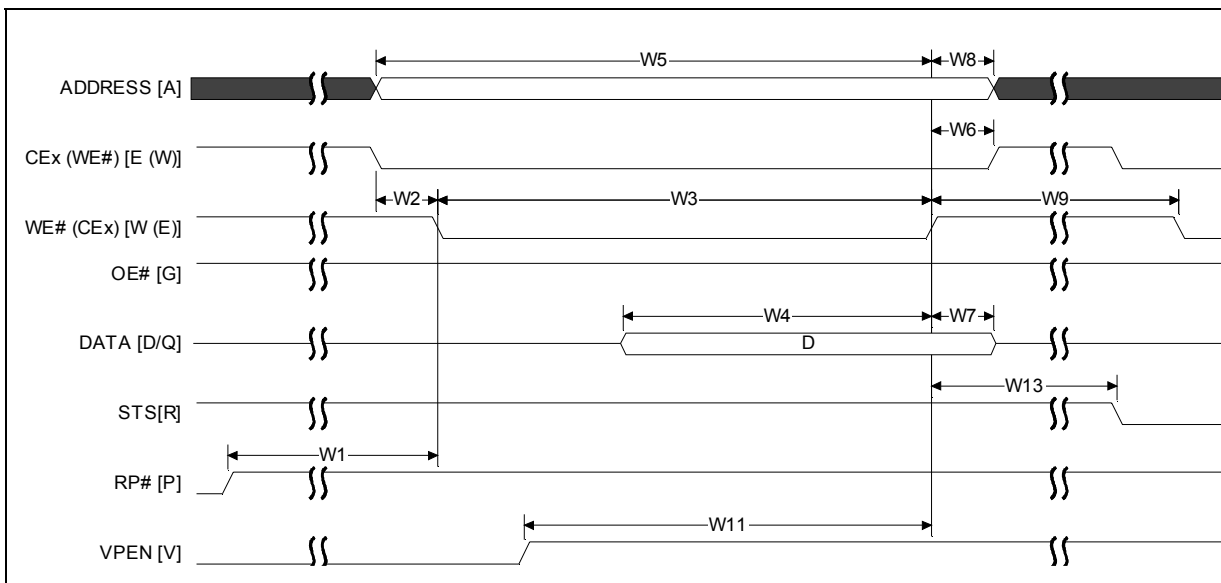 W5
W8
ADDRESS [A]
W6
CEx (WE#) [E (W)]
W2
W3
W9
WE# (CEx) [W (E)]
OE# [G]
W4
W7
DATA [D/Q]
D
W13
STS[R]
W1
RP# [P]
W11
VPEN [V]